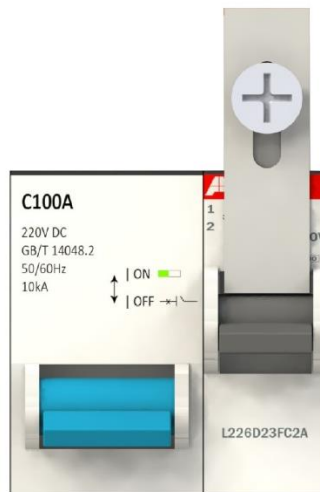 C100A
220V DC
GB/T 14048.2
50/60Hz
10kA
ON
OFF
1
2
L226D23FC2A